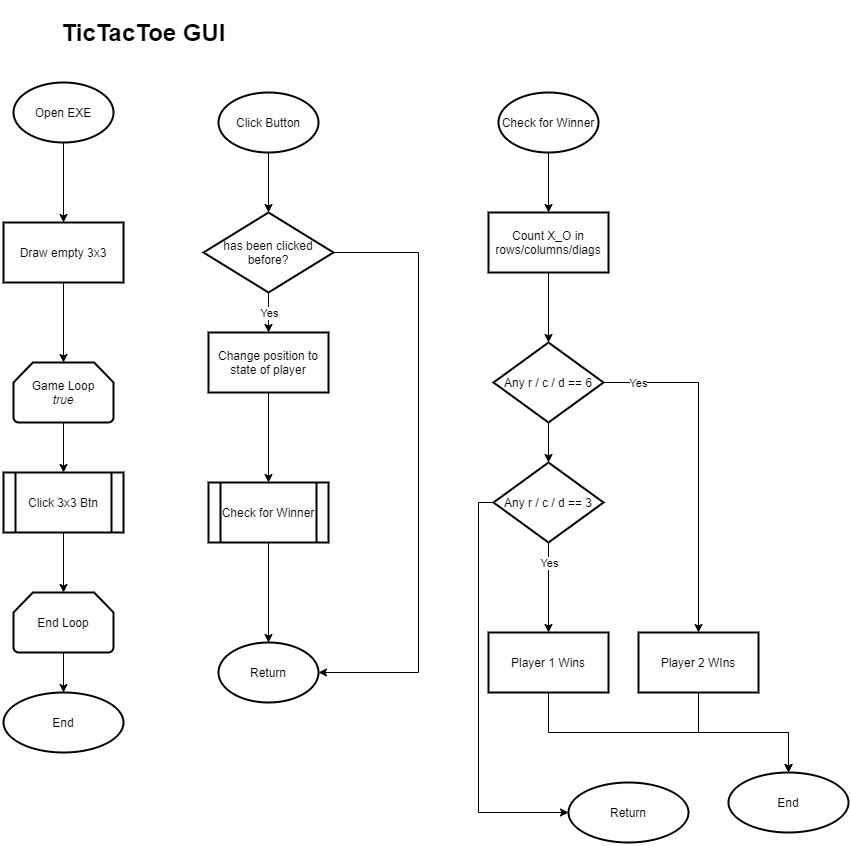 TicTacToe GUI
Open EXE
Draw empty 3x3
Game Loop
true
Click 3x3 Btn
End Loop
End
Click Button
has been clicked
before?
Yes
Change position to
state of player
Check for Winner
Return
Check for Winner
Count X_O in
rows/columns/diags
Any r / c / d == 6
Yes
Any r / c / d == 3
Yes
Player 1 Wins
Player 2 WIns
Return
End